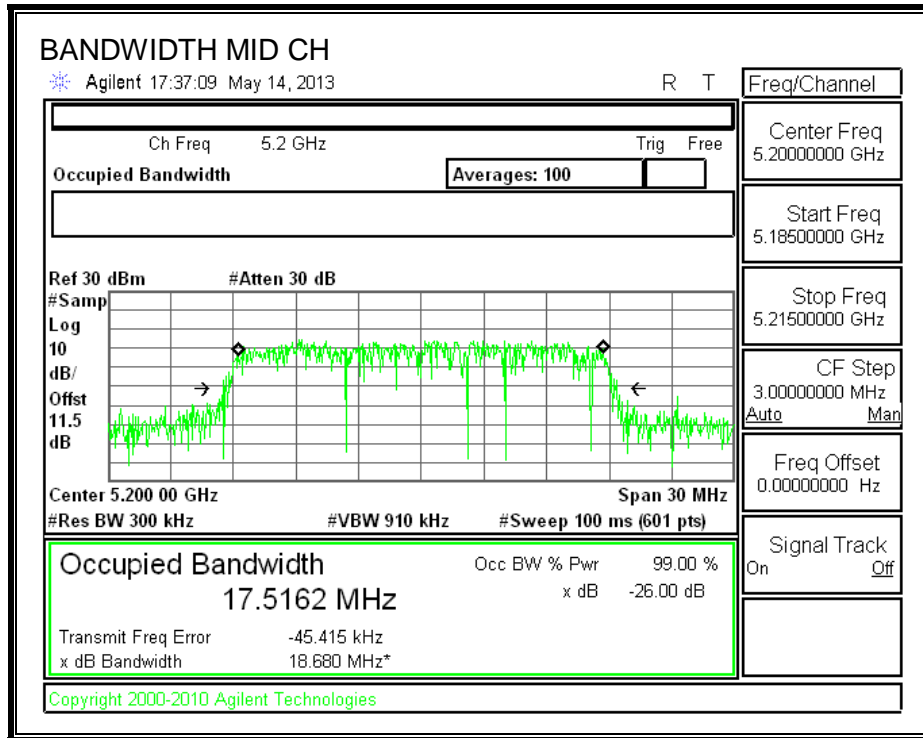 BANDWIDTH MID CH
Agilent 17:37:09 May 14, 2013 R T
Freq/Channel
Ch Freq 5.2 GHz Trig Free
Occupied Bandwidth Averages: 100
Center Freq
5.20000000 GHz
Start Freq
5.18500000 GHz
Stop Freq
5.21500000 GHz
CF Step
3.00000000 MHz
Auto Man
Freq Offset
0.00000000 Hz
Signal Track
On Off
Ref 30 dBm #Atten 30 dB
#Samp
Log
10
dB/
Offst
11.5
dB
Center 5.200 00 GHz Span 30 MHz
#Res BW 300 kHz #VBW 910 kHz #Sweep 100 ms (601 pts)
Occupied Bandwidth Occ BW % Pwr 99.00 %
17.5162 MHz x dB -26.00 dB
Transmit Freq Error -45.415 kHz
x dB Bandwidth 18.680 MHz*
Copyright 2000-2010 Agilent Technologies